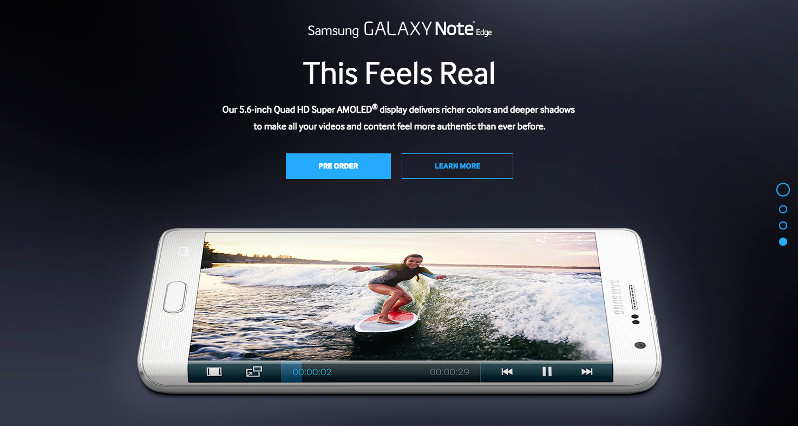 Samsung GALAXY Note Edge
This Feels Real
Our 5.6-inch Quad HD Super AMOLED® display delivers richer colors and deeper shadows
to make all your videos and content feel more authentic than ever before.
PRE ORDER
LEARN MORE
SAMSUNG
00:00:02
00:00:29